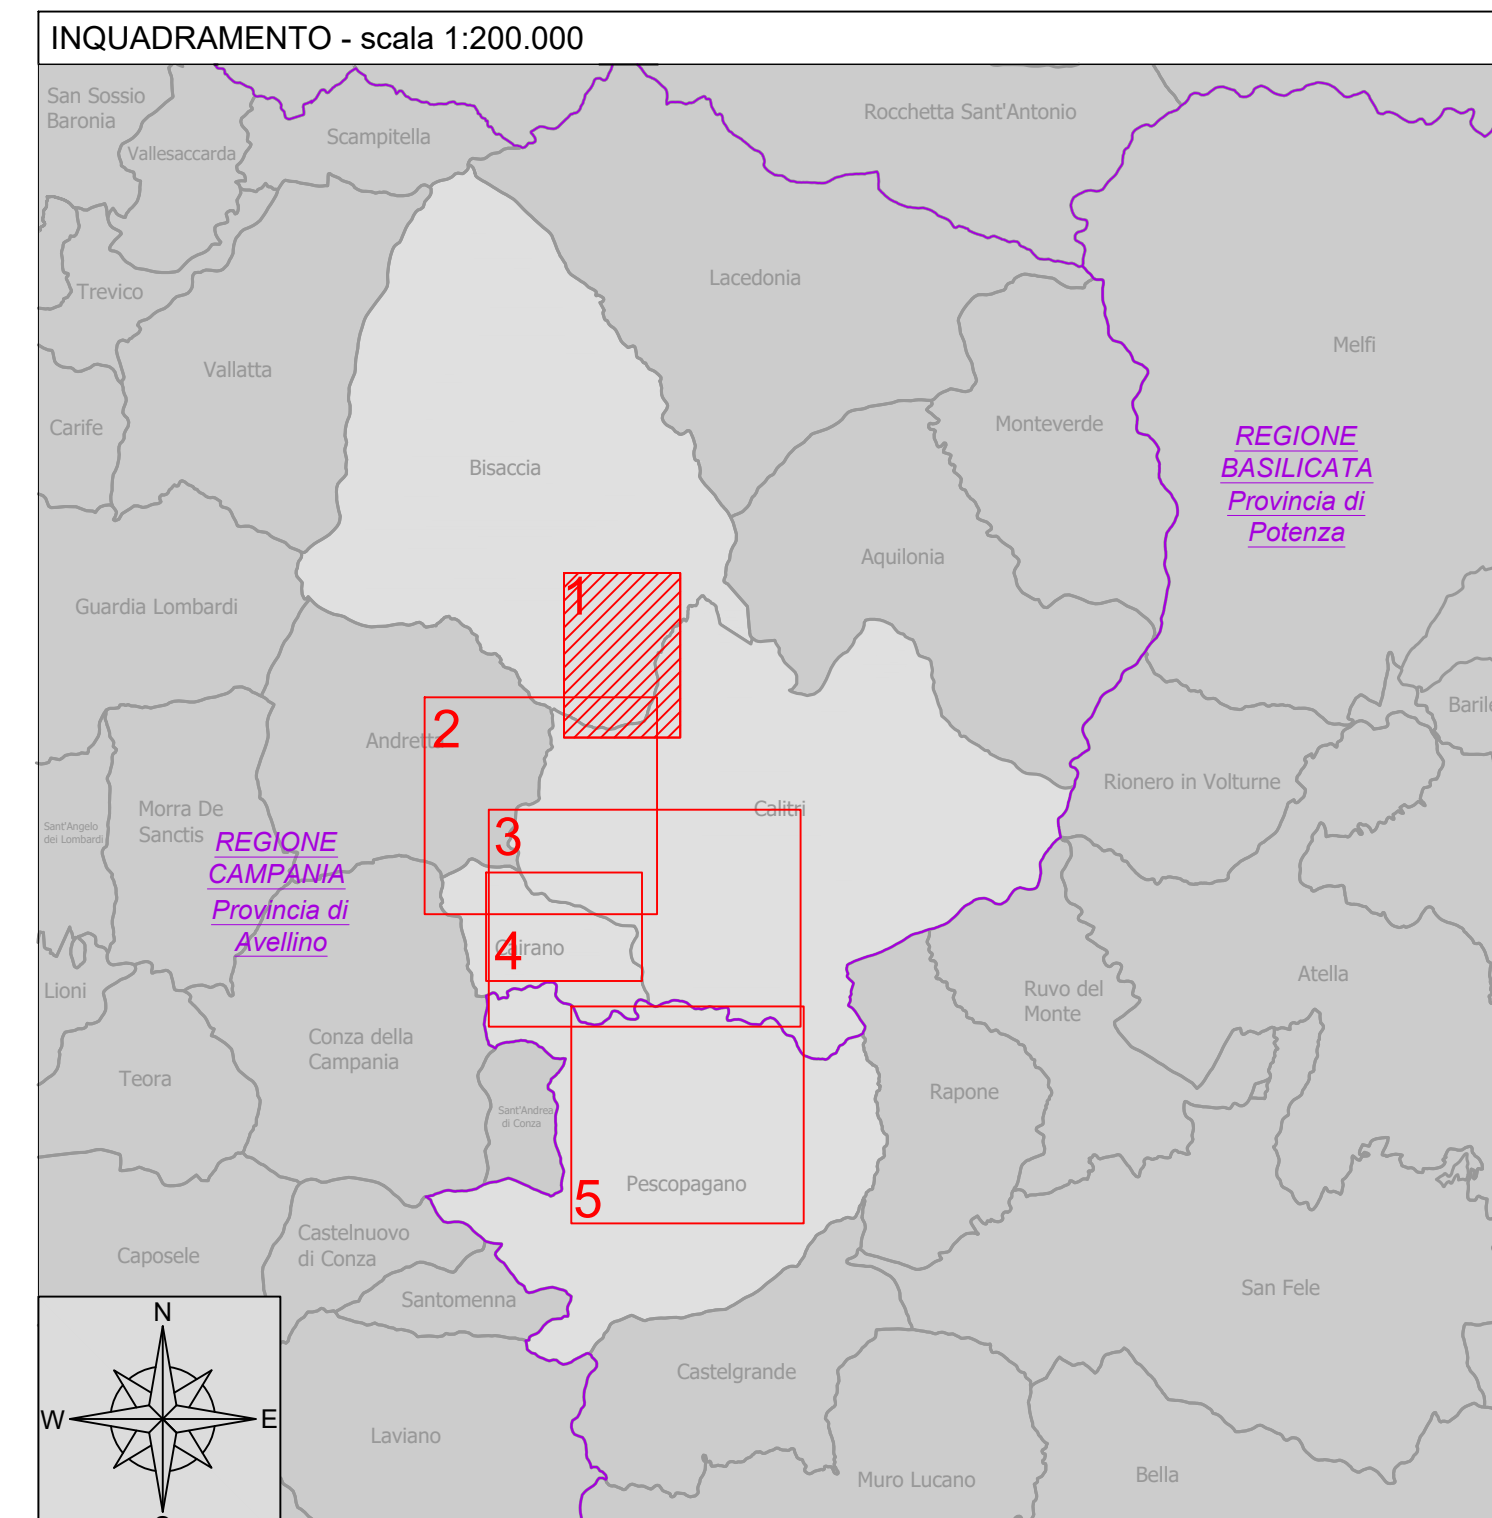 INQUADRAMENTO - scala 1:200.000
San Sossio
Baronia
Vallesaccarda
Scampitella
Rocchetta Sant'Antonio
Trevico
Lacedonia
Vallatta
Melfi
Carife
Monteverde
REGIONE
BASILICATA
Provincia di
Potenza
Bisaccia
Aquilonia
Guardia Lombardi
1
2
Andretta
Barile
Rionero in Volturne
Morra De
Sanctis
Sant'Angelo
dei Lombardi
Calitri
3
REGIONE
CAMPANIA
Provincia di
Avellino
4
Cairano
Lioni
Atella
Ruvo del
Monte
Conza della
Campania
Teora
Rapone
Sant'Andrea
di Conza
5
Pescopagano
Castelnuovo
di Conza
Caposele
Santomenna
San Fele
N
W
E
Castelgrande
Laviano
Muro Lucano
Bella